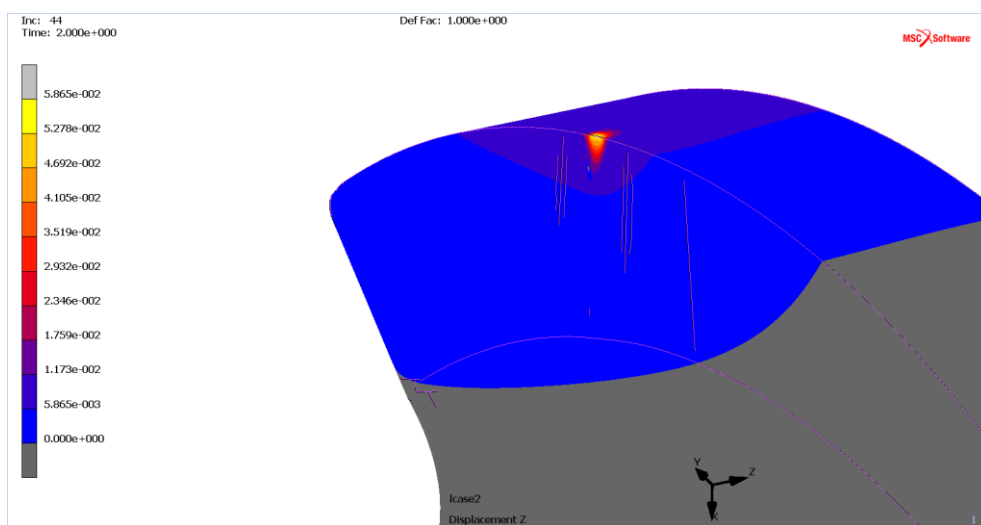 Inc: 44
Time: 2.000e+000
Def Fac: 1.000e+000
MSC Software
5.865e-002
5.278e-002
4.692e-002
4.105e-002
3.519e-002
2.932e-002
2.346e-002
1.759e-002
1.173e-002
5.865e-003
0.000e+000
Y
Z
X
lcase2
Displacement Z
1